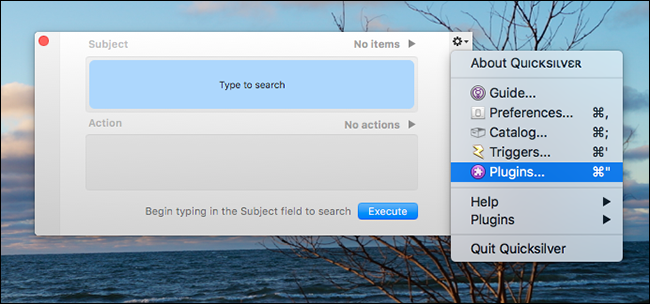 Subject No items ▶
Type to search
Action No actions ▶
Begin typing in the Subject field to search Execute
About Quicksilver
Guide...
Preferences... ⌘,
Catalog... ⌘;
Triggers... ⌘'
Plugins... ⌘"
Help ▶
Plugins ▶
Quit Quicksilver